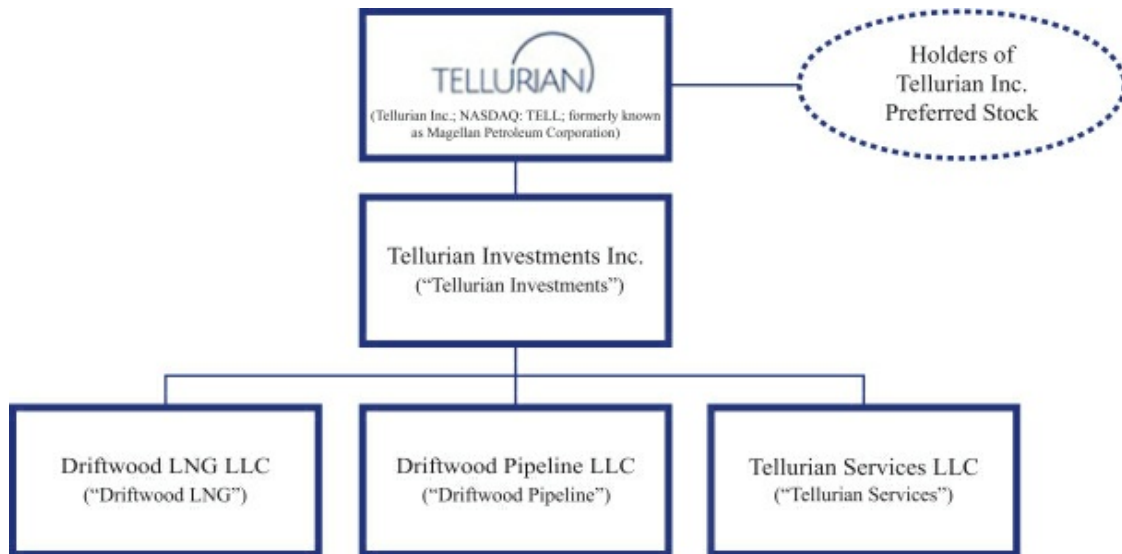 TELLURIAN
(Tellurian Inc.; NASDAQ: TELL; formerly known
as Magellan Petroleum Corporation)
Holders of
Tellurian Inc.
Preferred Stock
Tellurian Investments Inc.
(“Tellurian Investments”)
Driftwood LNG LLC
(“Driftwood LNG”)
Driftwood Pipeline LLC
(“Driftwood Pipeline”)
Tellurian Services LLC
(“Tellurian Services”)